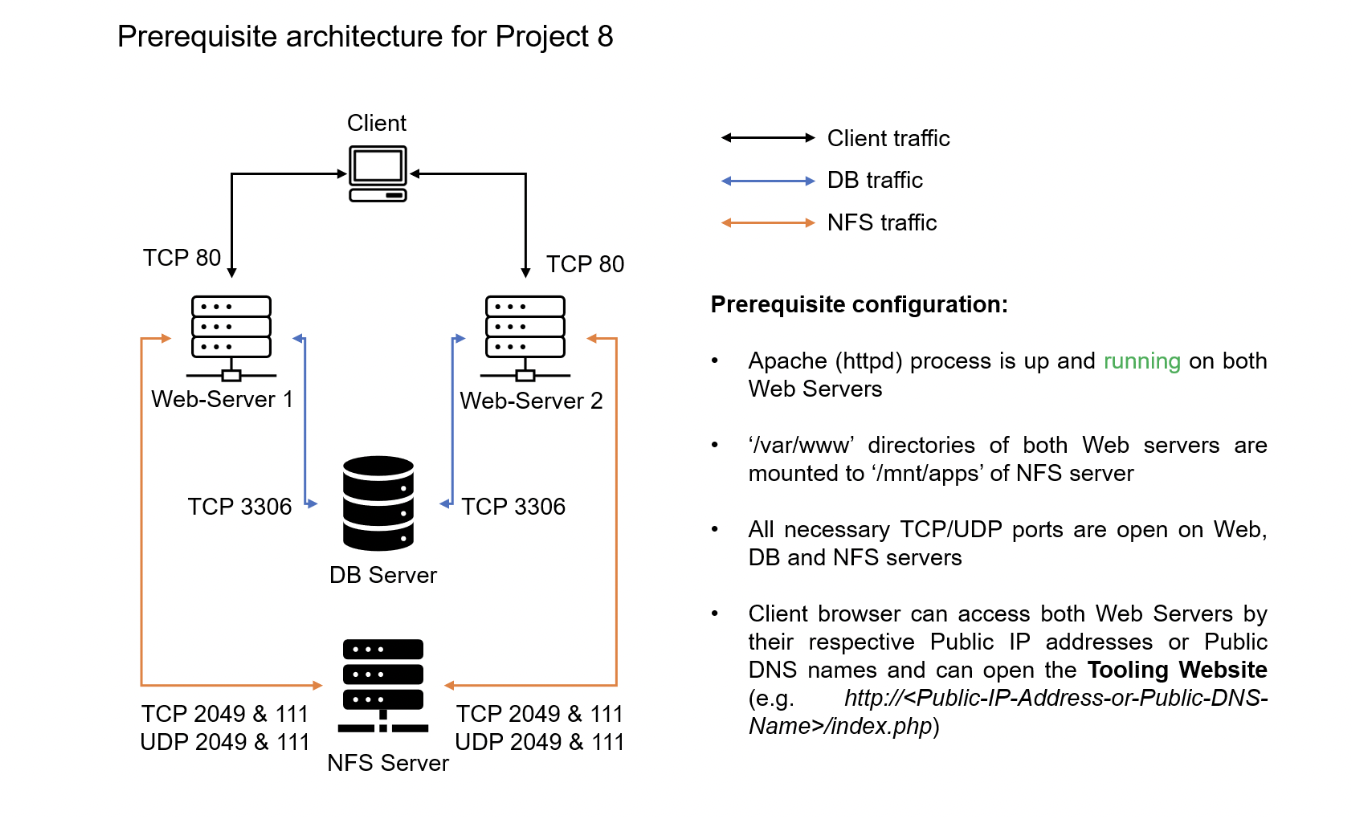 Prerequisite architecture for Project 8
Client
TCP 80
TCP 80
Web-Server 1
Web-Server 2
TCP 3306
TCP 3306
DB Server
TCP 2049 & 111
UDP 2049 & 111
TCP 2049 & 111
UDP 2049 & 111
NFS Server
Client traffic
DB traffic
NFS traffic
Prerequisite configuration:
• Apache (httpd) process is up and running on both
Web Servers
• ‘/var/www’ directories of both Web servers are
mounted to ‘/mnt/apps’ of NFS server
• All necessary TCP/UDP ports are open on Web,
DB and NFS servers
• Client browser can access both Web Servers by
their respective Public IP addresses or Public
DNS names and can open the Tooling Website
(e.g. http://<Public-IP-Address-or-Public-DNS-
Name>/index.php)